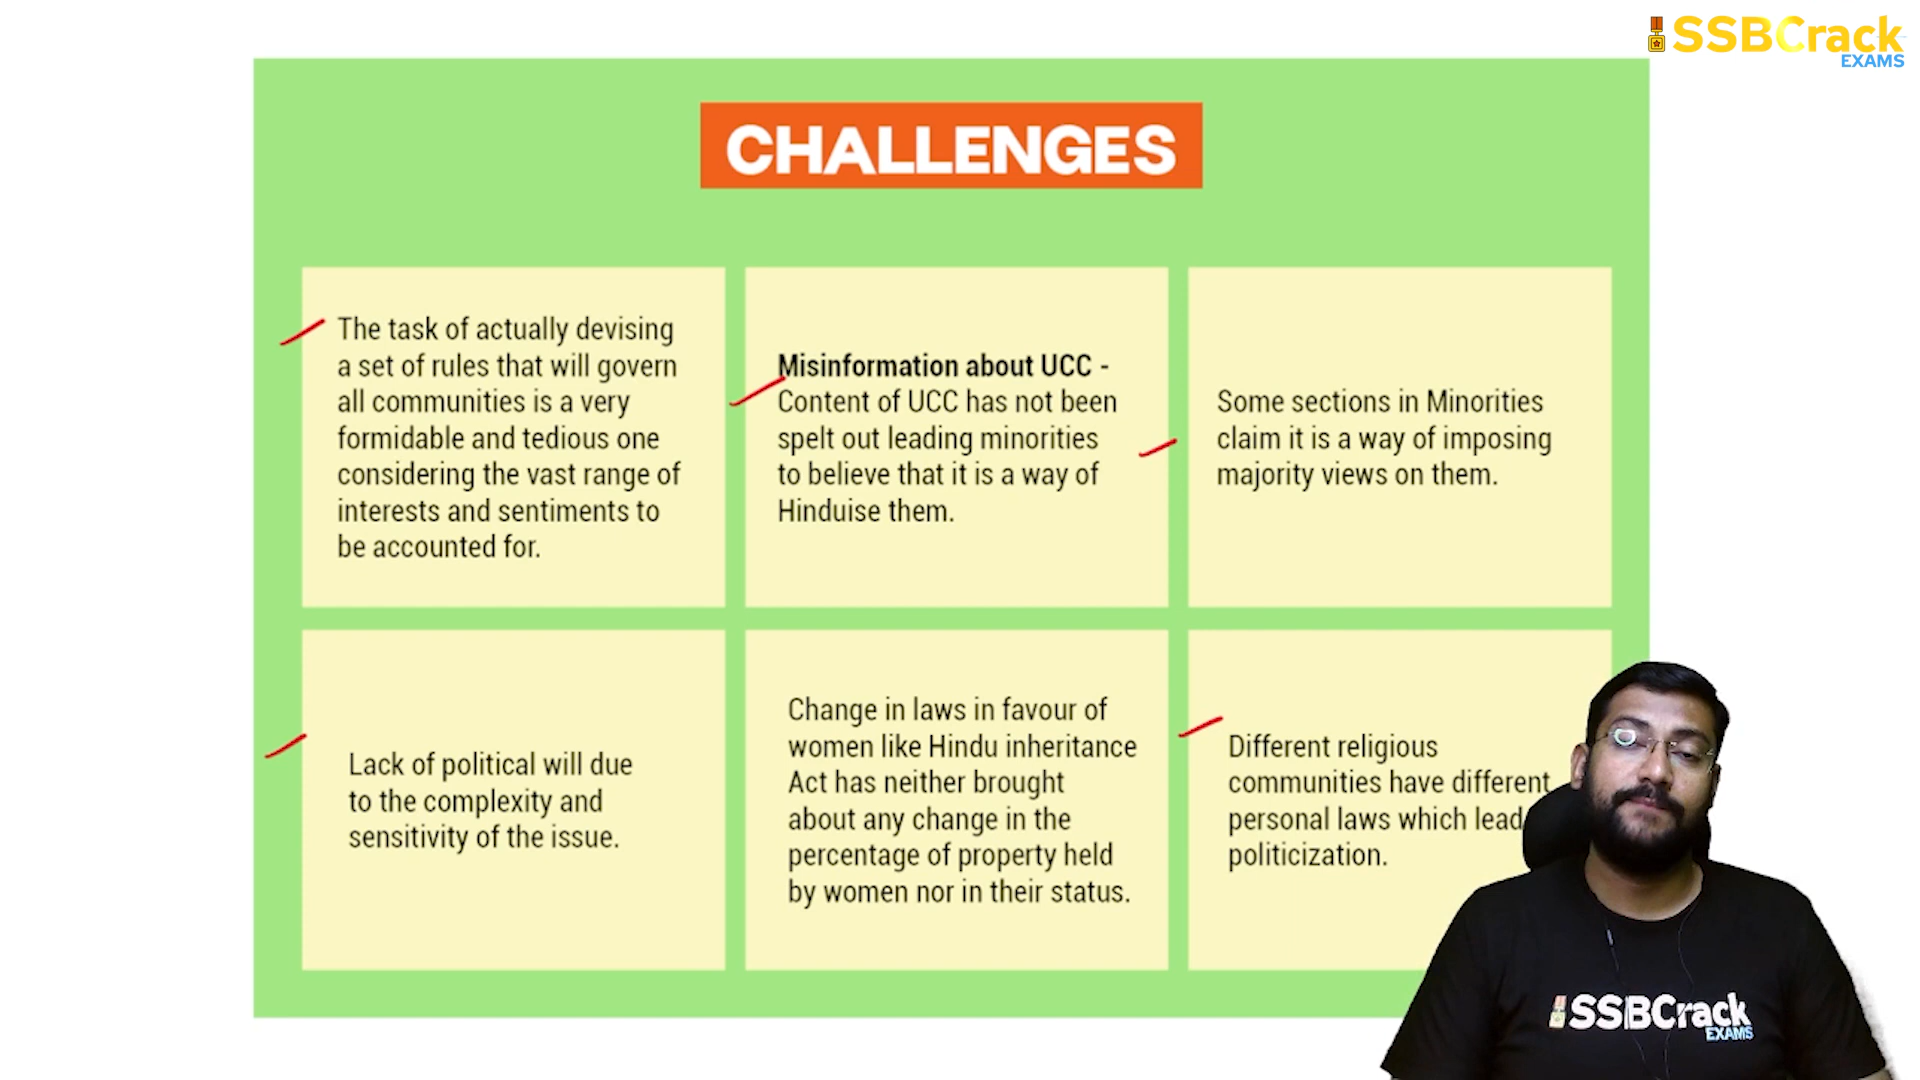 SSBCrack
EXAMS
CHALLENGES
The task of actually devising
a set of rules that will govern
all communities is a very
formidable and tedious one
considering the vast range of
interests and sentiments to
be accounted for.
Misinformation about UCC -
Content of UCC has not been
spelt out leading minorities
to believe that it is a way of
Hinduise them.
Some sections in Minorities
claim it is a way of imposing
majority views on them.
Lack of political will due
to the complexity and
sensitivity of the issue.
Change in laws in favour of
women like Hindu inheritance
Act has neither brought
about any change in the
percentage of property held
by women nor in their status.
Different religious
communities have different
personal laws which lead
politicization.
SSBCrack
EXAMS